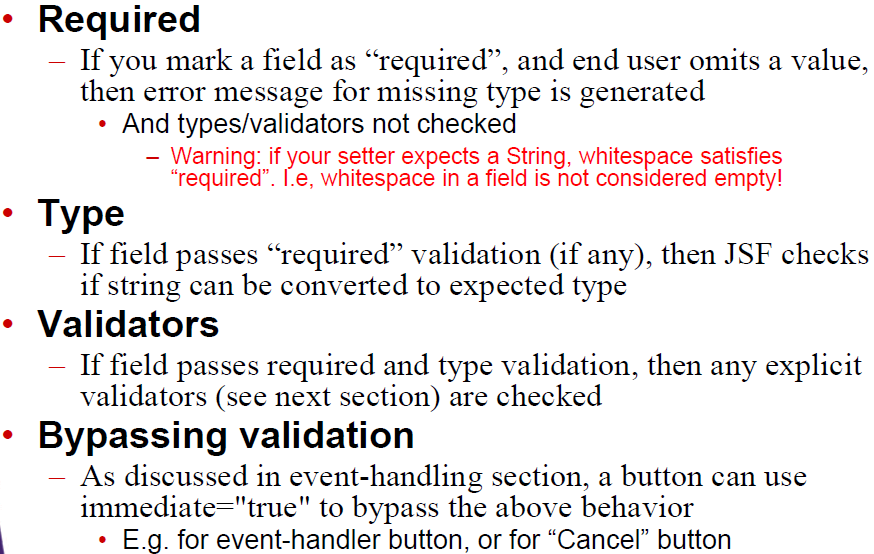 • Required
– If you mark a field as “required”, and end user omits a value,
then error message for missing type is generated
• And types/validators not checked
– Warning: if your setter expects a String, whitespace satisfies
“required”. I.e, whitespace in a field is not considered empty!
• Type
– If field passes “required” validation (if any), then JSF checks
if string can be converted to expected type
• Validators
– If field passes required and type validation, then any explicit
validators (see next section) are checked
• Bypassing validation
– As discussed in event-handling section, a button can use
immediate="true" to bypass the above behavior
• E.g. for event-handler button, or for “Cancel” button